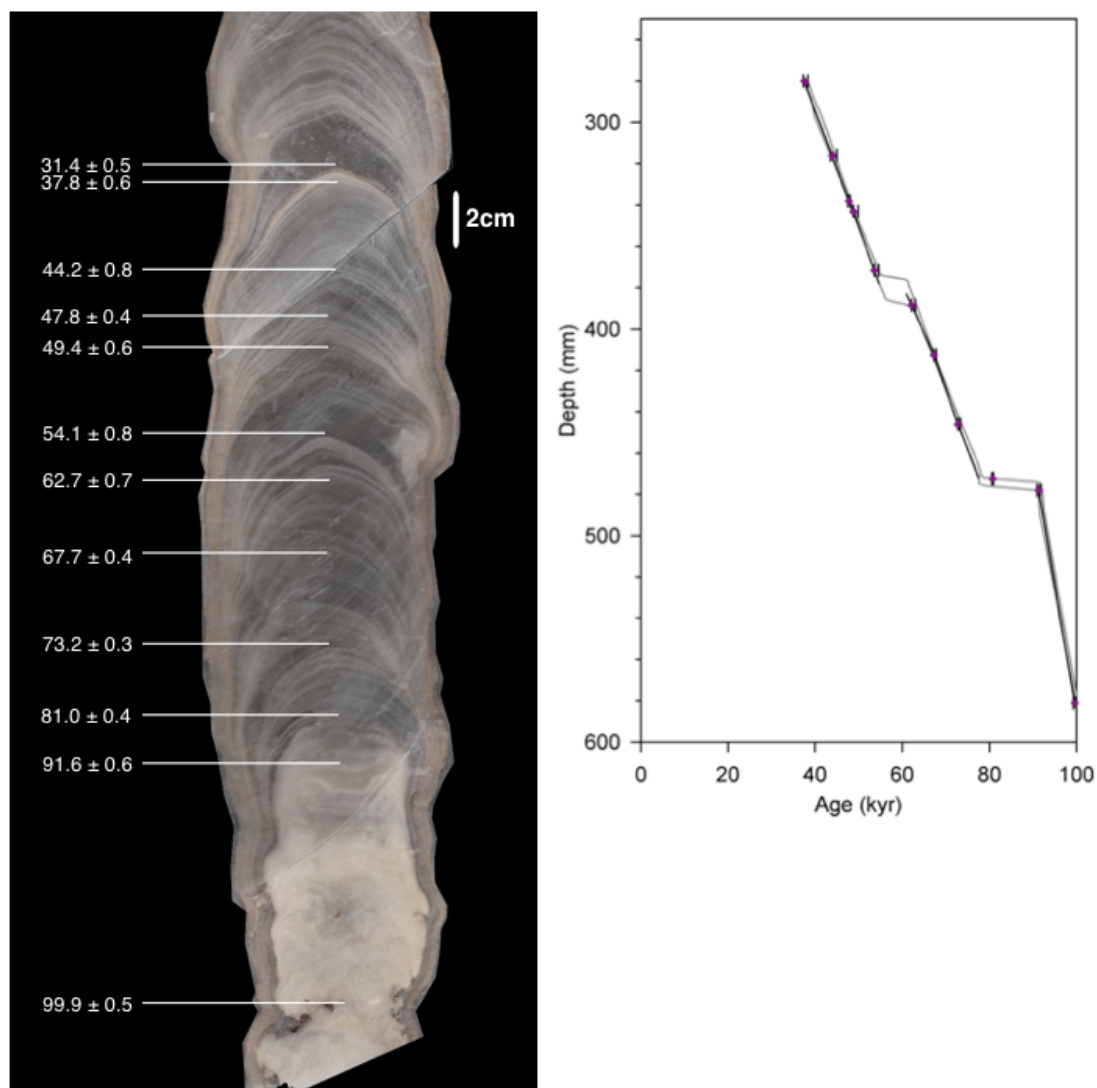 31.4 ± 0.5
37.8 ± 0.6
2cm
44.2 ± 0.8
47.8 ± 0.4
49.4 ± 0.6
54.1 ± 0.8
62.7 ± 0.7
67.7 ± 0.4
73.2 ± 0.3
81.0 ± 0.4
91.6 ± 0.6
99.9 ± 0.5
300
400
500
600
Depth (mm)
0 20 40 60 80 100
Age (kyr)